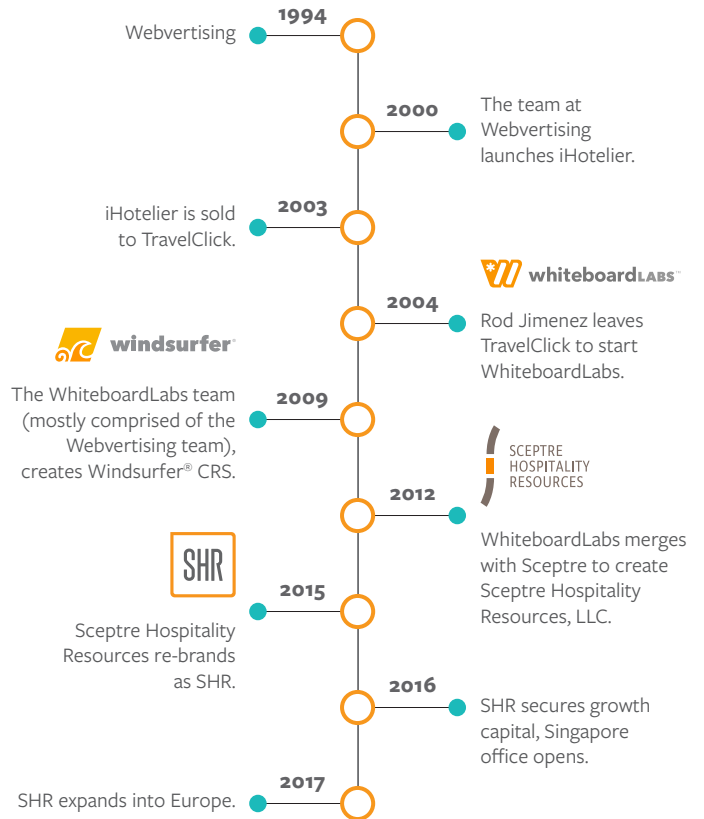 1994
Webvertising
2000
The team at
Webvertising
launches iHotelier.
2003
iHotelier is sold
to TravelClick.
whiteboardLABS™
2004
Rod Jimenez leaves
TravelClick to start
WhiteboardLabs.
windsurfer®
2009
The WhiteboardLabs team
(mostly comprised of the
Webvertising team),
creates Windsurfer® CRS.
SCEPTRE
HOSPITALITY
RESOURCES
2012
WhiteboardLabs merges
with Sceptre to create
Sceptre Hospitality
Resources, LLC.
SHR
2015
Sceptre Hospitality
Resources re-brands
as SHR.
2016
SHR secures growth
capital, Singapore
office opens.
2017
SHR expands into Europe.